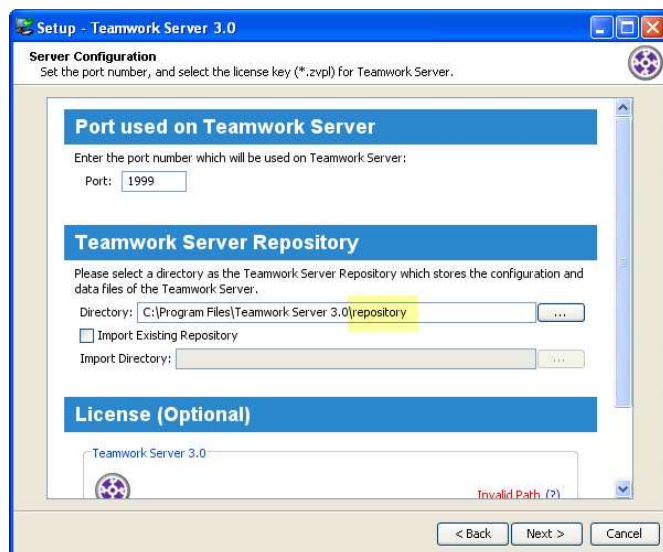 Setup - Teamwork Server 3.0
Server Configuration
Set the port number, and select the license key (*.zvpl) for Teamwork Server.
Port used on Teamwork Server
Enter the port number which will be used on Teamwork Server:
Port: 1999
Teamwork Server Repository
Please select a directory as the Teamwork Server Repository which stores the configuration and
data files of the Teamwork Server.
Directory: C:\Program Files\Teamwork Server 3.0\repository ...
Import Existing Repository
Import Directory: ...
License (Optional)
Teamwork Server 3.0
Invalid Path (?)
< Back Next > Cancel